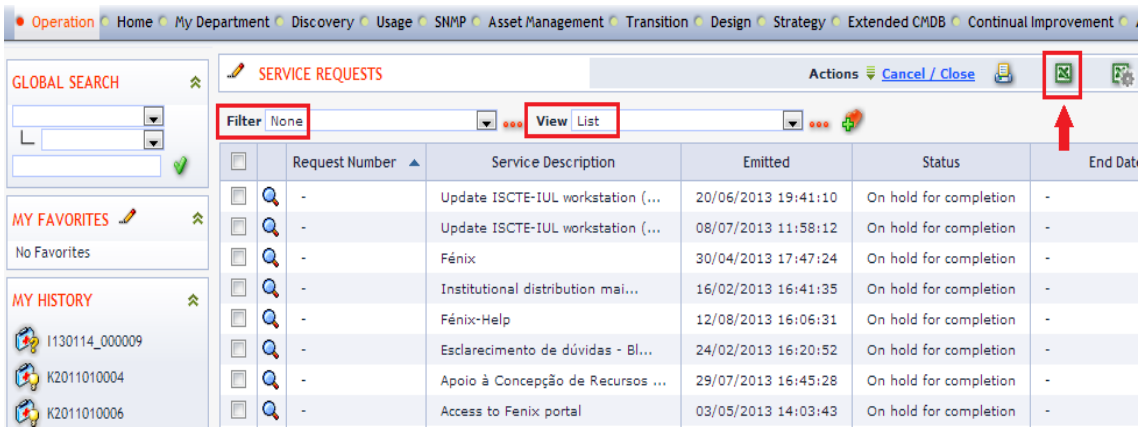 Operation Home My Department Discovery Usage SNMP Asset Management Transition Design Strategy Extended CMDB Continual Improvement
GLOBAL SEARCH
MY FAVORITES
No Favorites
MY HISTORY
I130114_000009
K2011010004
K2011010006
SERVICE REQUESTS
Actions Cancel / Close
Filter None View List
Request Number Service Description Emitted Status End Date
- Update ISCTE-IUL workstation (... 20/06/2013 19:41:10 On hold for completion -
- Update ISCTE-IUL workstation (... 08/07/2013 11:58:12 On hold for completion -
- Fénix 30/04/2013 17:47:24 On hold for completion -
- Institutional distribution mai... 16/02/2013 16:41:35 On hold for completion -
- Fénix-Help 12/08/2013 16:06:31 On hold for completion -
- Esclarecimento de dúvidas - Bl... 24/02/2013 16:20:52 On hold for completion -
- Apoio à Concepção de Recursos ... 29/07/2013 16:45:28 On hold for completion -
- Access to Fenix portal 03/05/2013 14:03:43 On hold for completion -